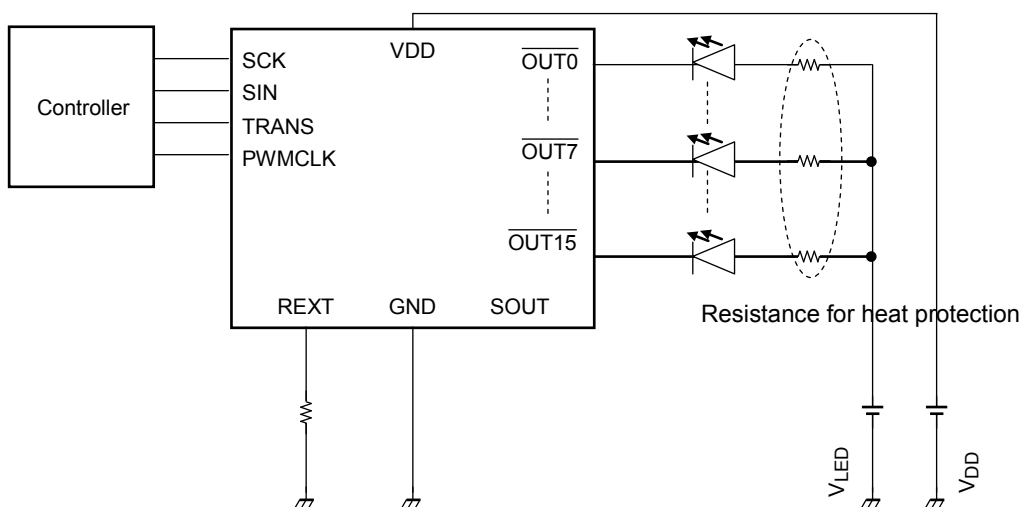 Controller
SCK
SIN
TRANS
PWMCLK
VDD
OUT0
OUT7
OUT15
REXT
GND
SOUT
Resistance for heat protection
VLED
VDD